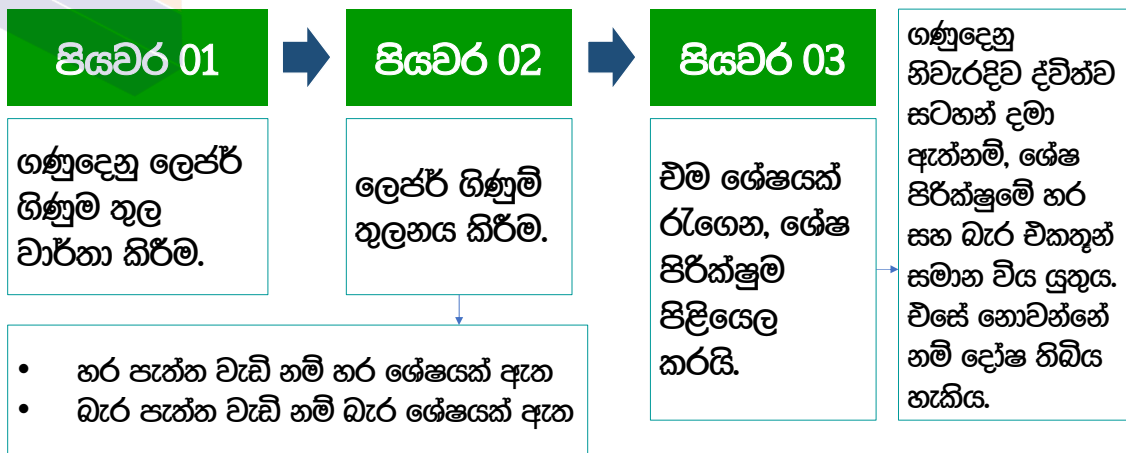 පියවර 01
ගණුදෙනු ලෙජර්
ගිණුම තුල
වාර්තා කිරීම.
පියවර 02
ලෙජර් ගිණුම්
තුලනය කිරීම.
• හර පැත්ත වැඩි නම් හර ශේෂයක් ඇත
• බැර පැත්ත වැඩි නම් බැර ශේෂයක් ඇත
පියවර 03
එම ශේෂයක්
රැගෙන, ශේෂ
පිරික්ෂුම
පිළියෙල
කරයි.
ගණුදෙනු
නිවැරදිව ද්විත්ව
සටහන් දමා
ඇත්නම්, ශේෂ
පිරික්ෂුමේ හර
සහ බැර එකතූන්
සමාන විය යුතුය.
එසේ නොවන්නේ
නම් දෝෂ තිබිය
හැකිය.